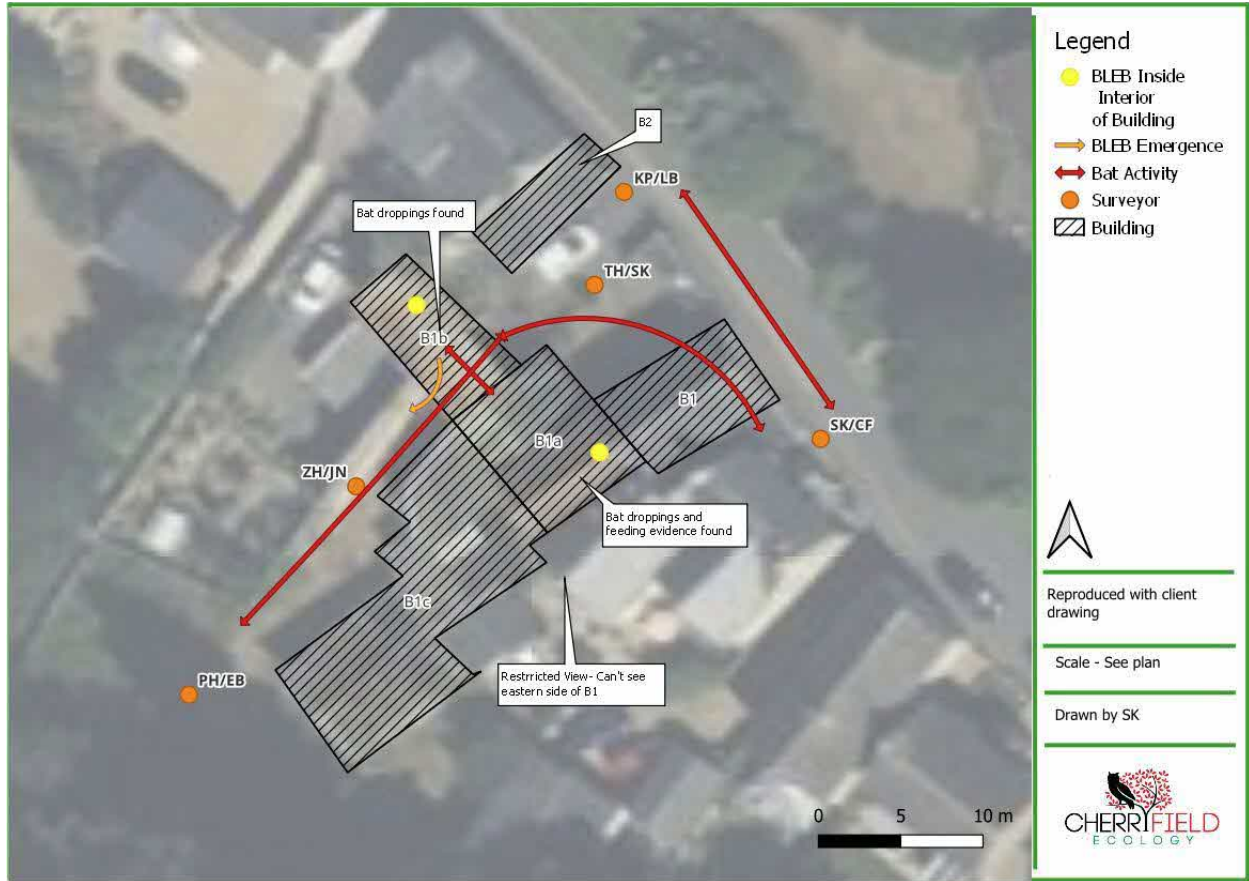 B2
KP/LB
Bat droppings found
TH/SK
B1b
B1
B1a
SK/CF
ZH/JN
Bat droppings and
feeding evidence found
B1c
Restrricted View- Can't see
eastern side of B1
PH/EB
0 5 10 m
Legend
BLEB Inside
Interior
of Building
BLEB Emergence
Bat Activity
Surveyor
Building
Reproduced with client
drawing
Scale - See plan
Drawn by SK
CHERRYFIELD
ECOLOGY